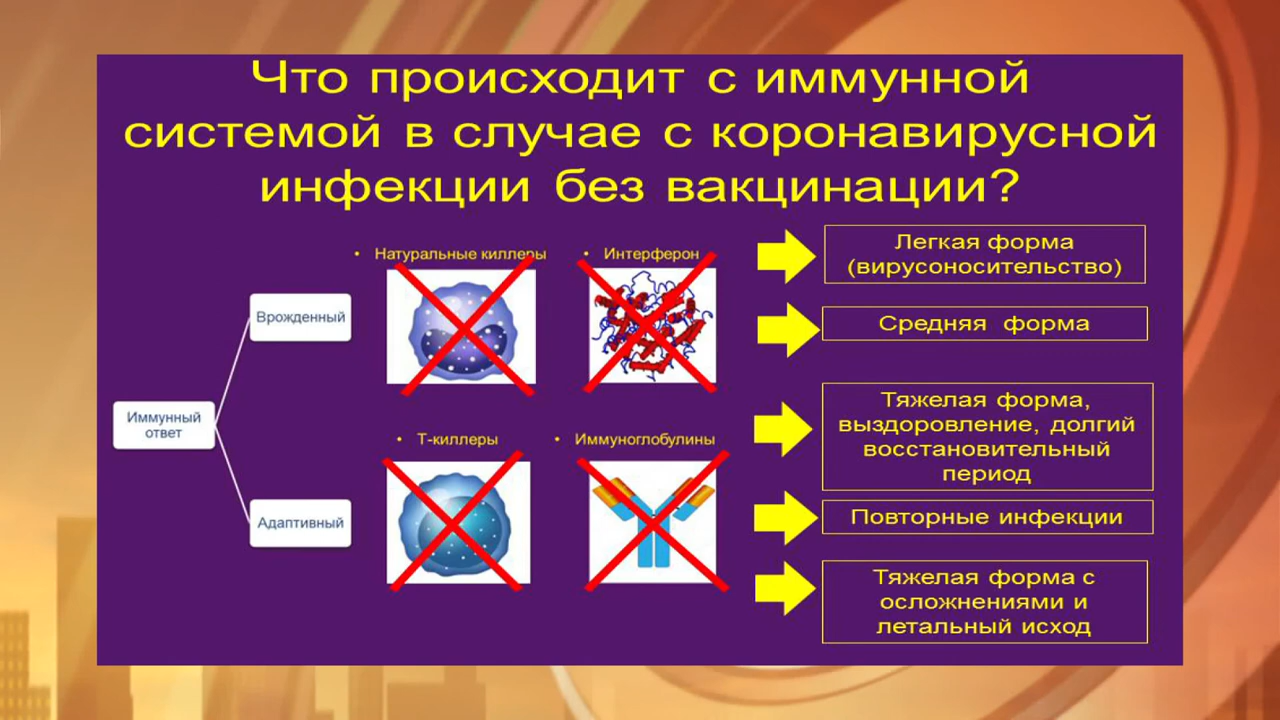 Что происходит с иммунной
системой в случае с коронавирусной
инфекции без вакцинации?
• Натуральные киллеры
• Интерферон
Врожденный
Иммунный
ответ
• Т-киллеры
• Иммуноглобулины
Адаптивный
Легкая форма
(вирусоносительство)
Средняя форма
Тяжелая форма,
выздоровление, долгий
восстановительный
период
Повторные инфекции
Тяжелая форма с
осложнениями и
летальный исход